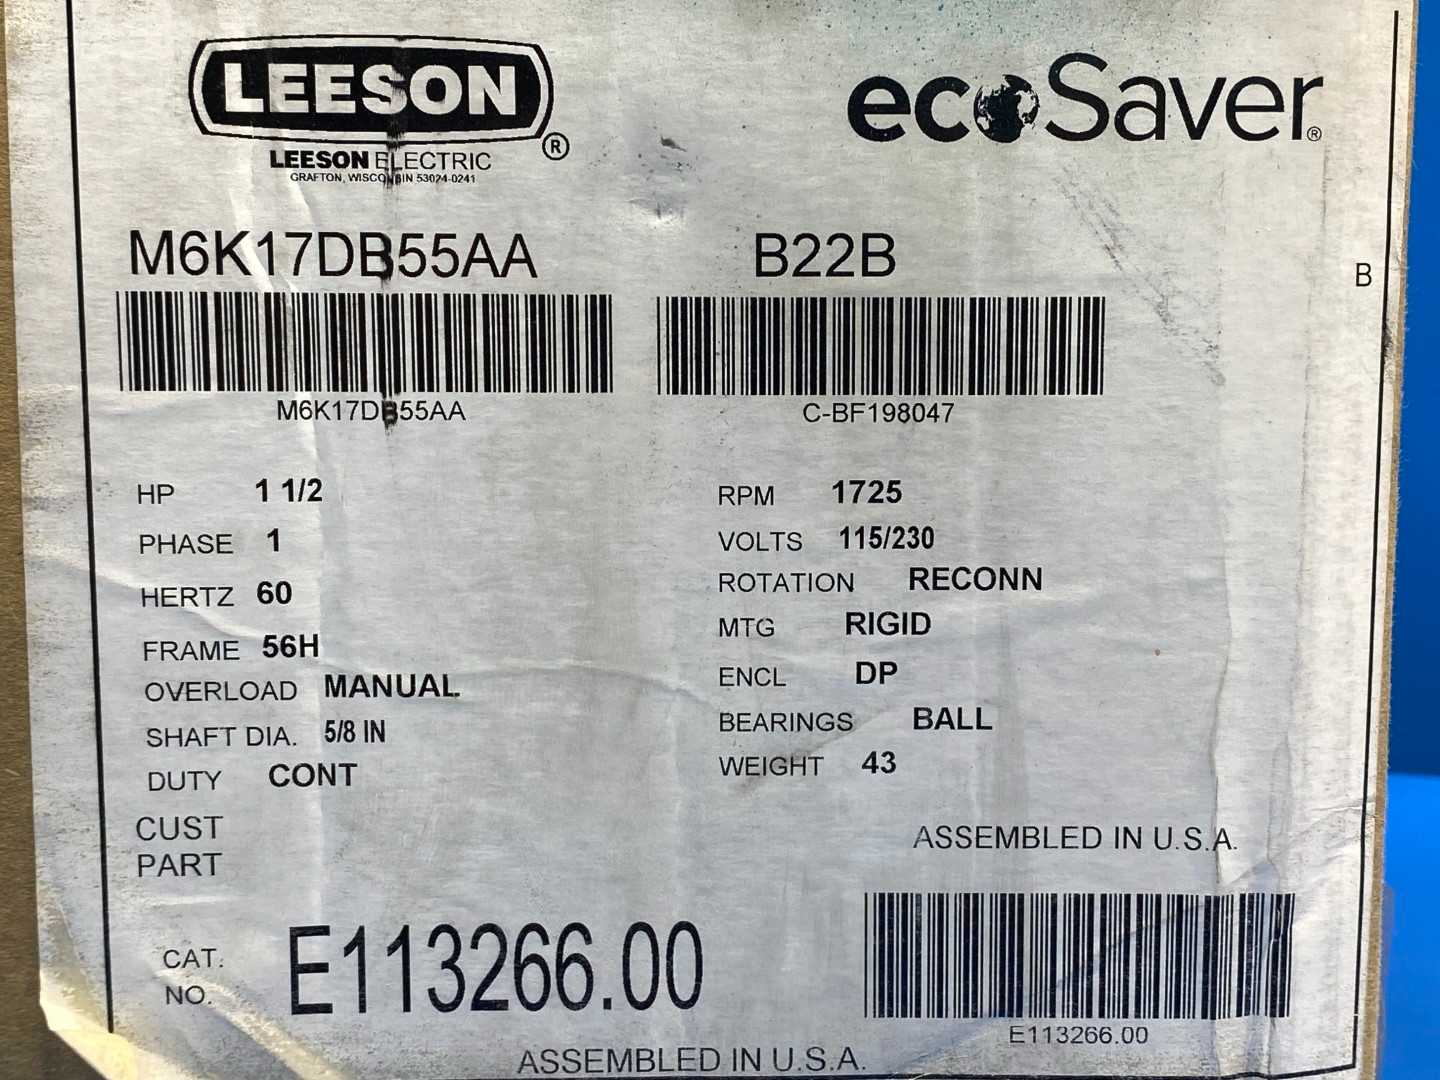 LEESON ®
LEESON ELECTRIC
GRAFTON, WISCONSIN 53024-0241
ecoSaver®
M6K17DB55AA
B22B
B
M6K17DB55AA
C-BF198047
HP 1 1/2
PHASE 1
HERTZ 60
FRAME 56H
OVERLOAD MANUAL
SHAFT DIA. 5/8 IN
DUTY CONT
CUST
PART
RPM 1725
VOLTS 115/230
ROTATION RECONN
MTG RIGID
ENCL DP
BEARINGS BALL
WEIGHT 43
ASSEMBLED IN U.S.A.
CAT.
NO.
E113266.00
E113266.00
ASSEMBLED IN U.S.A.